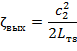 ζвых = c₂² / 2Lтв